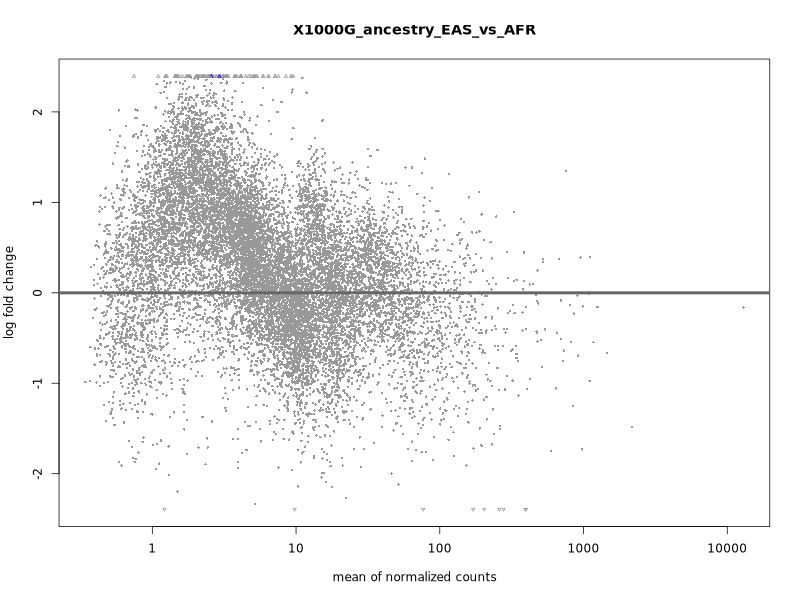 X1000G_ancestry_EAS_vs_AFR
2
1
0
-1
-2
log fold change
1 10 100 1000 10000
mean of normalized counts